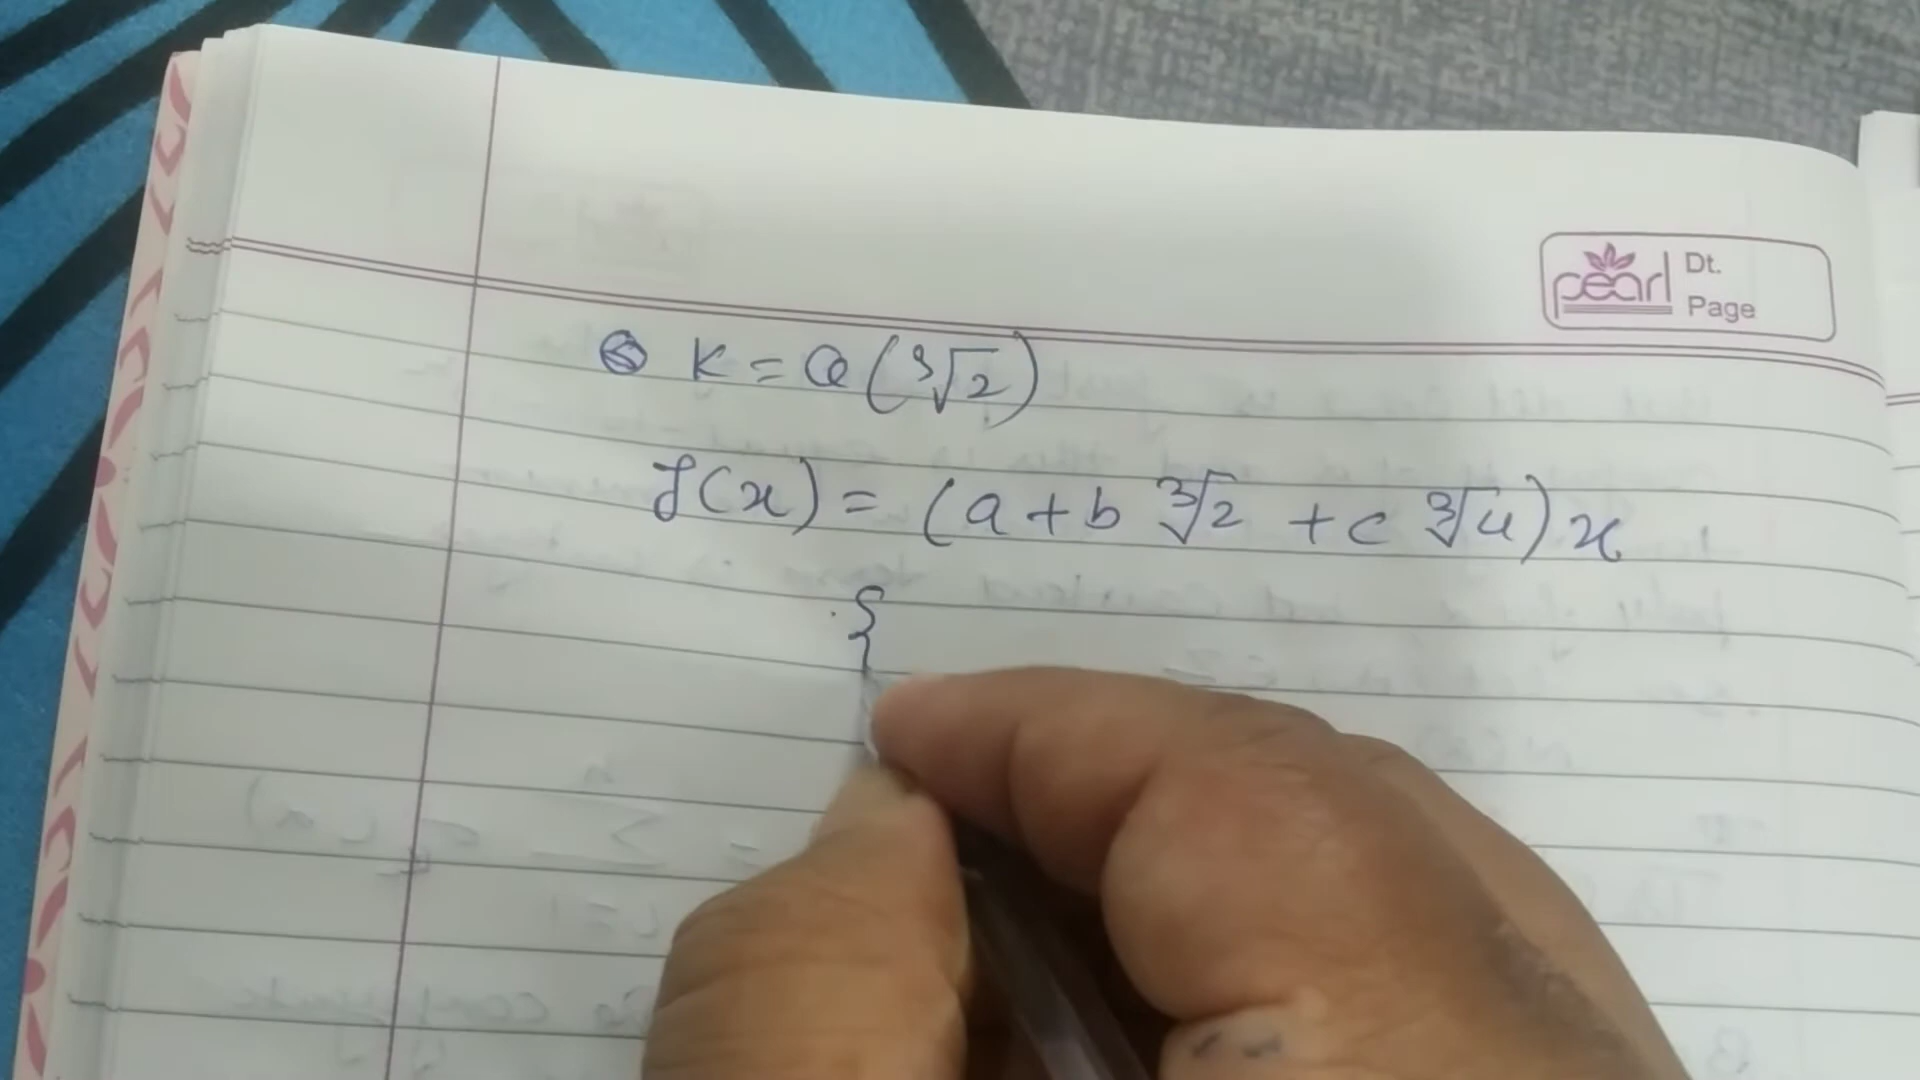 pearl Dt.
Page
K = Q(∛2)
f(x) = (a + b ∛2 + c ∛4)x
{